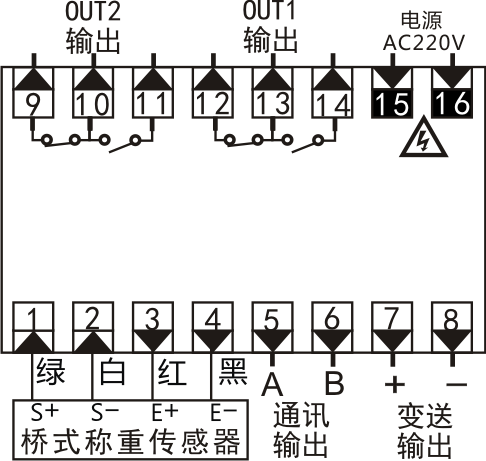 OUT2
输出
OUT1
输出
电源
AC220V
9 10 11 12 13 14 15 16
1 2 3 4 5 6 7 8
绿 白 红 黑
A B + −
S+ S− E+ E−
桥式称重传感器
通讯
输出
变送
输出